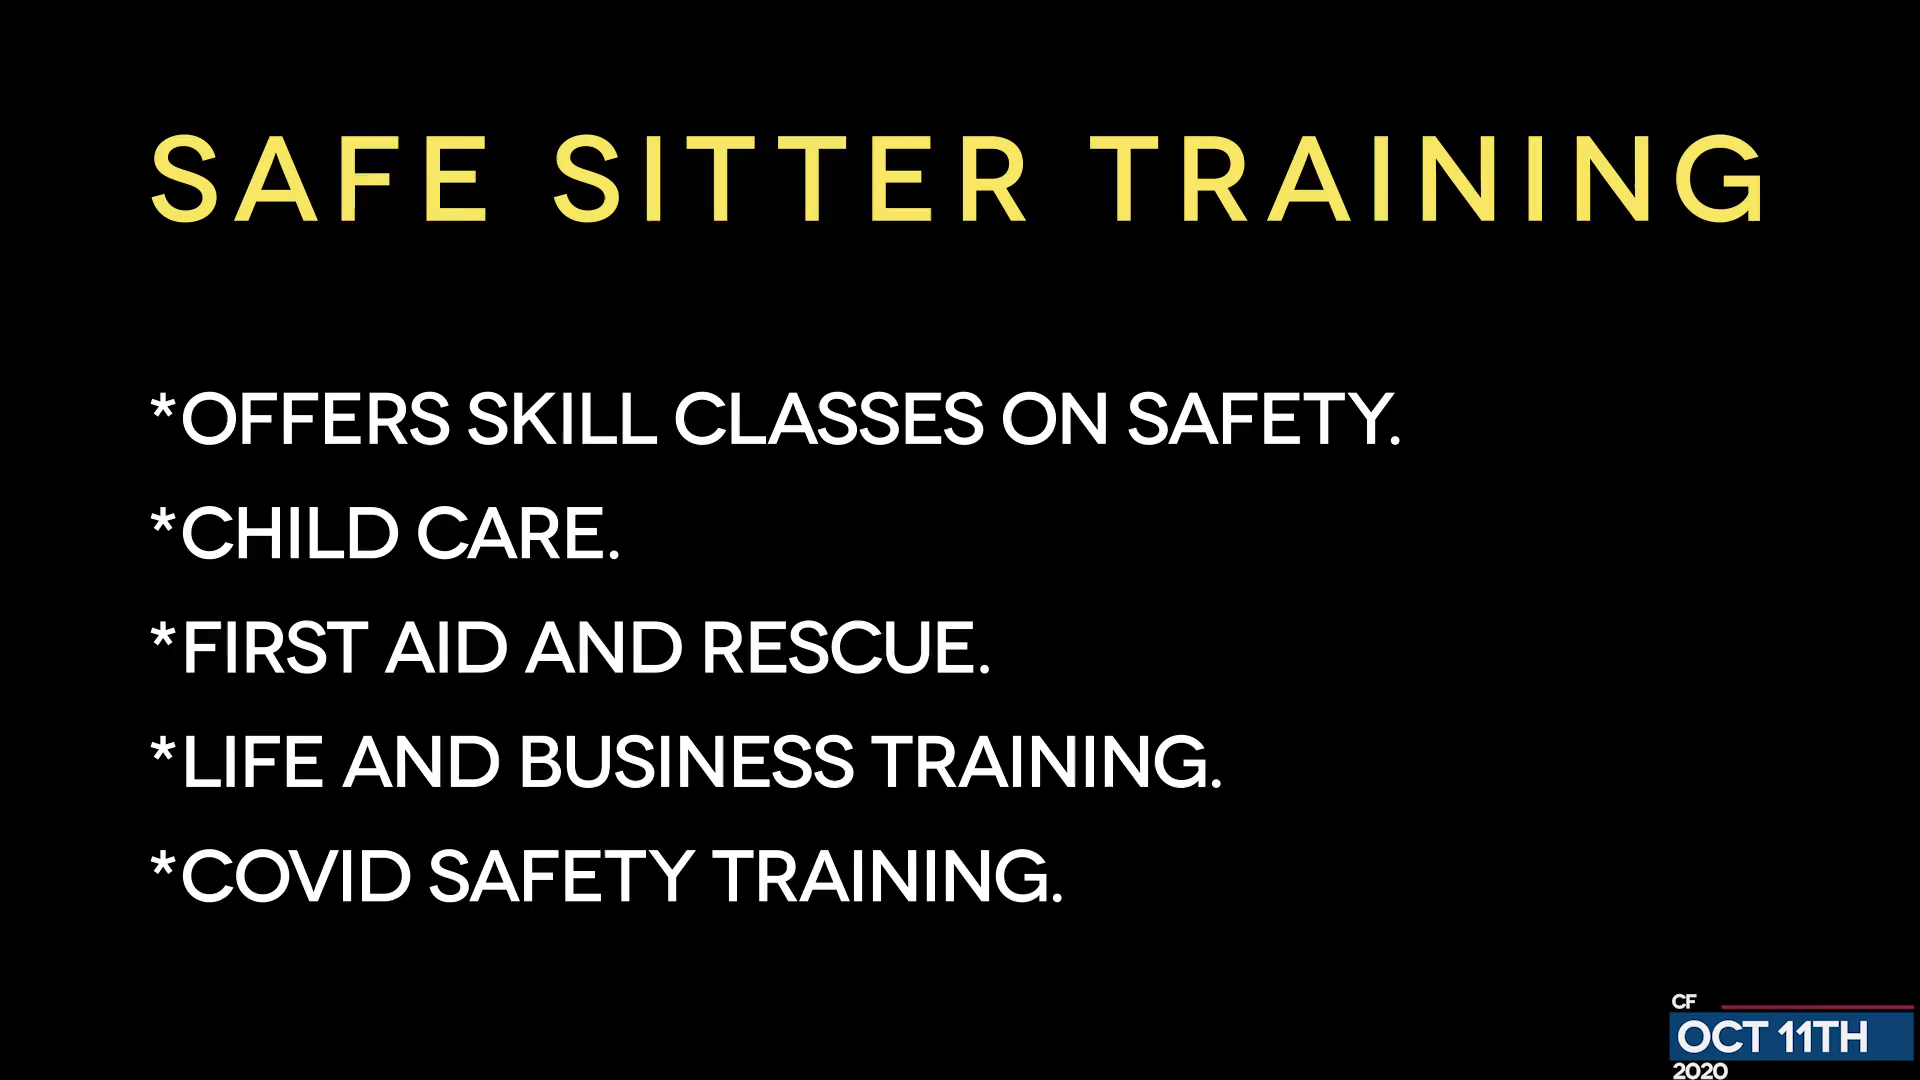 SAFE SITTER TRAINING
*OFFERS SKILL CLASSES ON SAFETY.
*CHILD CARE.
*FIRST AID AND RESCUE.
*LIFE AND BUSINESS TRAINING.
*COVID SAFETY TRAINING.
CF
OCT 11TH
2020